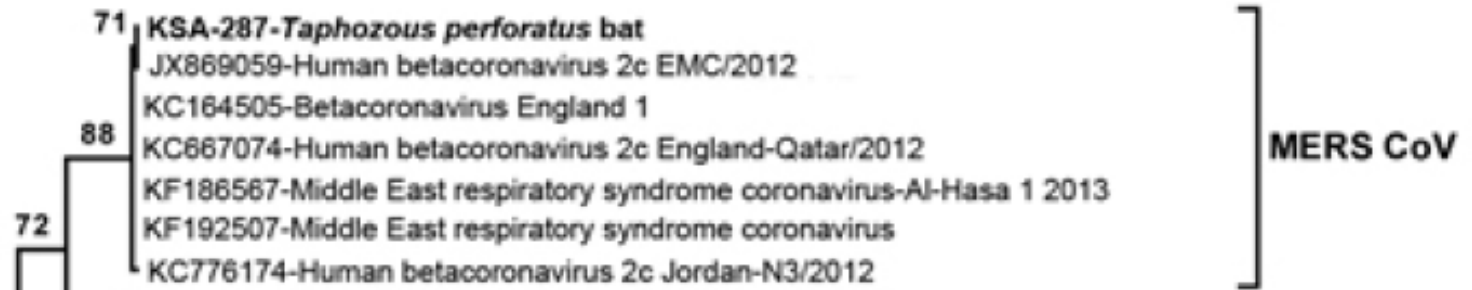 71
KSA-287-Taphozous perforatus bat
JX869059-Human betacoronavirus 2c EMC/2012
KC164505-Betacoronavirus England 1
88
KC667074-Human betacoronavirus 2c England-Qatar/2012
MERS CoV
KF186567-Middle East respiratory syndrome coronavirus-Al-Hasa 1 2013
72
KF192507-Middle East respiratory syndrome coronavirus
KC776174-Human betacoronavirus 2c Jordan-N3/2012